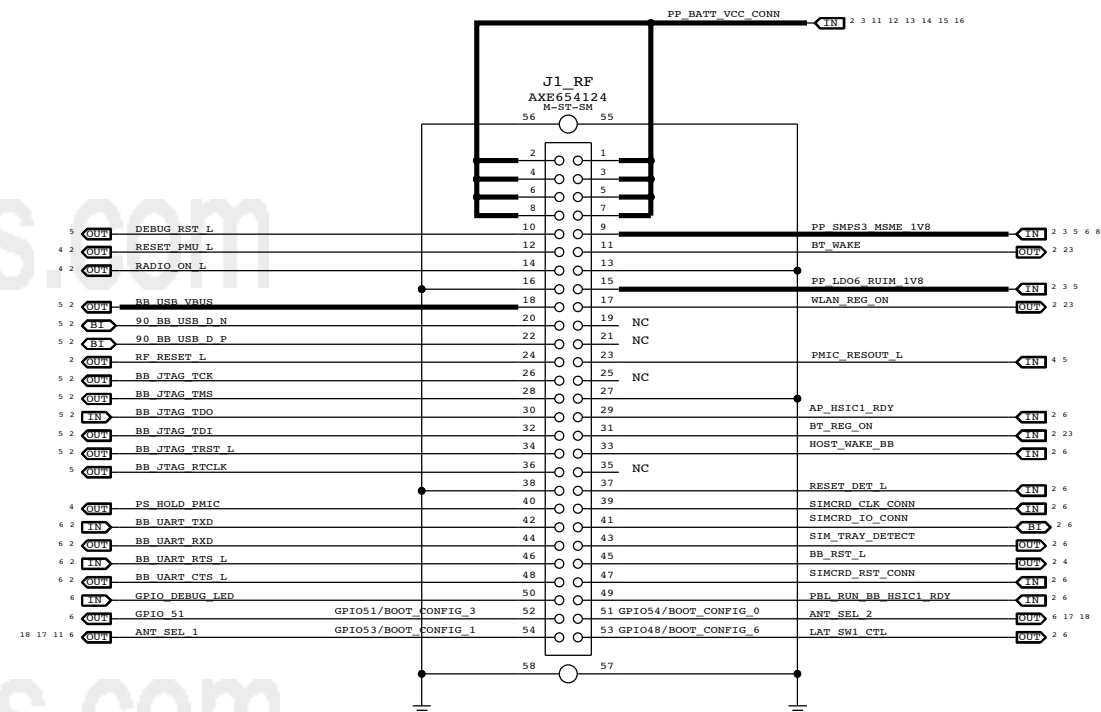 PP_BATT_VCC_CONN
IN 2 3 11 12 13 14 15 16
J1_RF
AXE654124
M-ST-SM
56 55
2 1
4 3
6 5
8 7
5 OUT DEBUG_RST_L 10 9 PP_SMPS3_MSME_1V8 IN 2 3 5 6 8
4 2 OUT RESET_PMU_L 12 11 BT_WAKE OUT 2 23
4 2 OUT RADIO_ON_L 14 13
16 15 PP_LDO6_RUIM_1V8 IN 2 3 5
5 2 OUT BB_USB_VBUS 18 17 WLAN_REG_ON OUT 2 23
5 2 BI 90_BB_USB_D_N 20 19 NC
5 2 BI 90_BB_USB_D_P 22 21 NC
2 OUT RF_RESET_L 24 23 PMIC_RESOUT_L IN 4 5
5 2 OUT BB_JTAG_TCK 26 25 NC
5 2 OUT BB_JTAG_TMS 28 27
5 2 IN BB_JTAG_TDO 30 29 AP_HSIC1_RDY IN 2 6
5 2 OUT BB_JTAG_TDI 32 31 BT_REG_ON IN 2 23
5 2 OUT BB_JTAG_TRST_L 34 33 HOST_WAKE_BB IN 2 6
5 OUT BB_JTAG_RTCLK 36 35 NC
38 37 RESET_DET_L IN 2 6
4 OUT PS_HOLD_PMIC 40 39 SIMCRD_CLK_CONN IN 2 6
6 2 IN BB_UART_TXD 42 41 SIMCRD_IO_CONN BI 2 6
6 2 OUT BB_UART_RXD 44 43 SIM_TRAY_DETECT OUT 2 6
6 2 IN BB_UART_RTS_L 46 45 BB_RST_L OUT 2 4
6 2 OUT BB_UART_CTS_L 48 47 SIMCRD_RST_CONN IN 2 6
6 IN GPIO_DEBUG_LED 50 49 PBL_RUN_BB_HSIC1_RDY IN 2 6
6 OUT GPIO_51 GPIO51/BOOT_CONFIG_3 52 51 GPIO54/BOOT_CONFIG_0 ANT_SEL_2 OUT 6 17 18
18 17 11 6 OUT ANT_SEL_1 GPIO53/BOOT_CONFIG_1 54 53 GPIO48/BOOT_CONFIG_6 LAT_SW1_CTL OUT 2 6
58 57
s.com
s.com